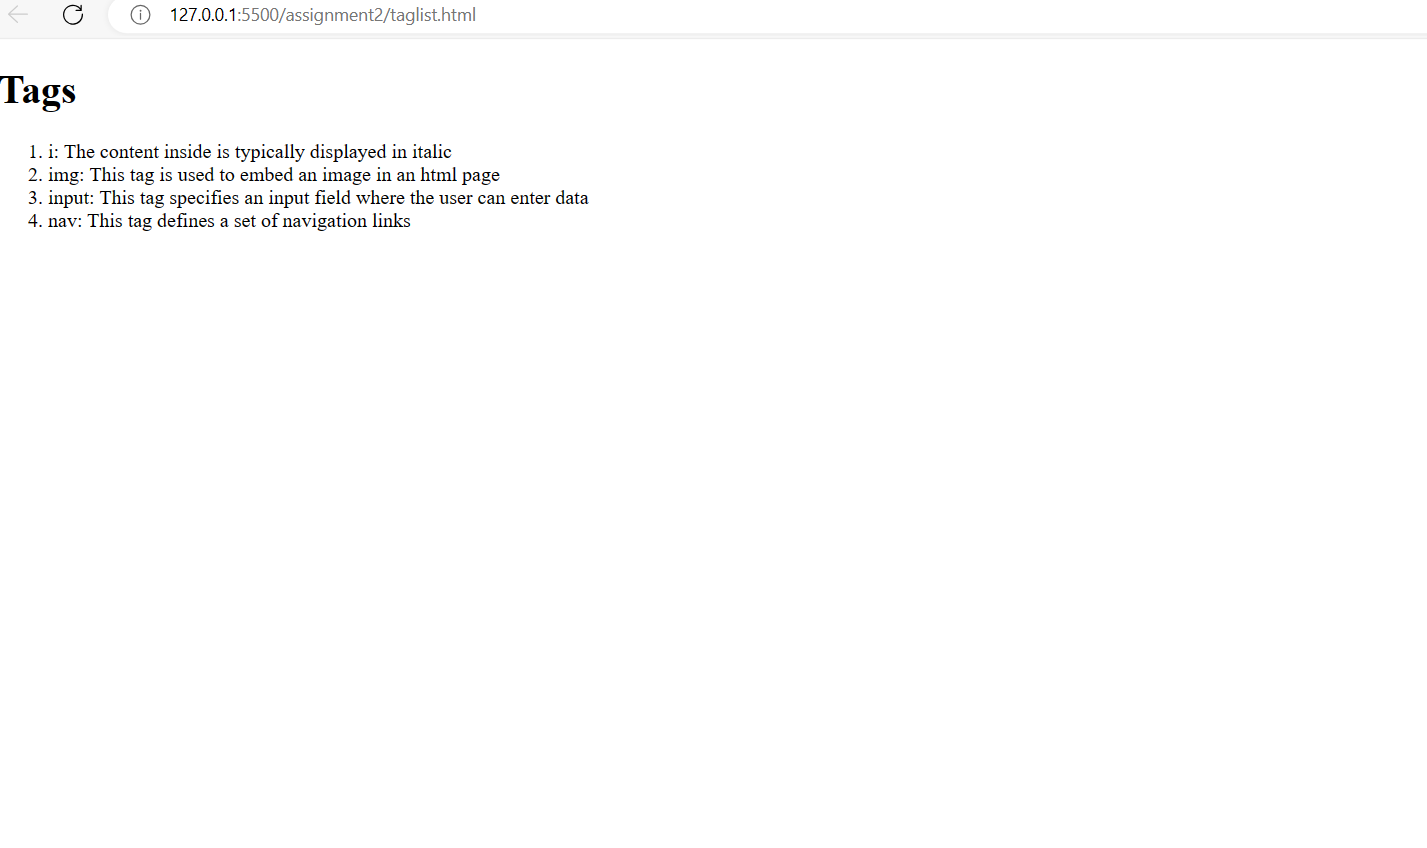 127.0.0.1:5500/assignment2/taglist.html
Tags
1. i: The content inside is typically displayed in italic
2. img: This tag is used to embed an image in an html page
3. input: This tag specifies an input field where the user can enter data
4. nav: This tag defines a set of navigation links